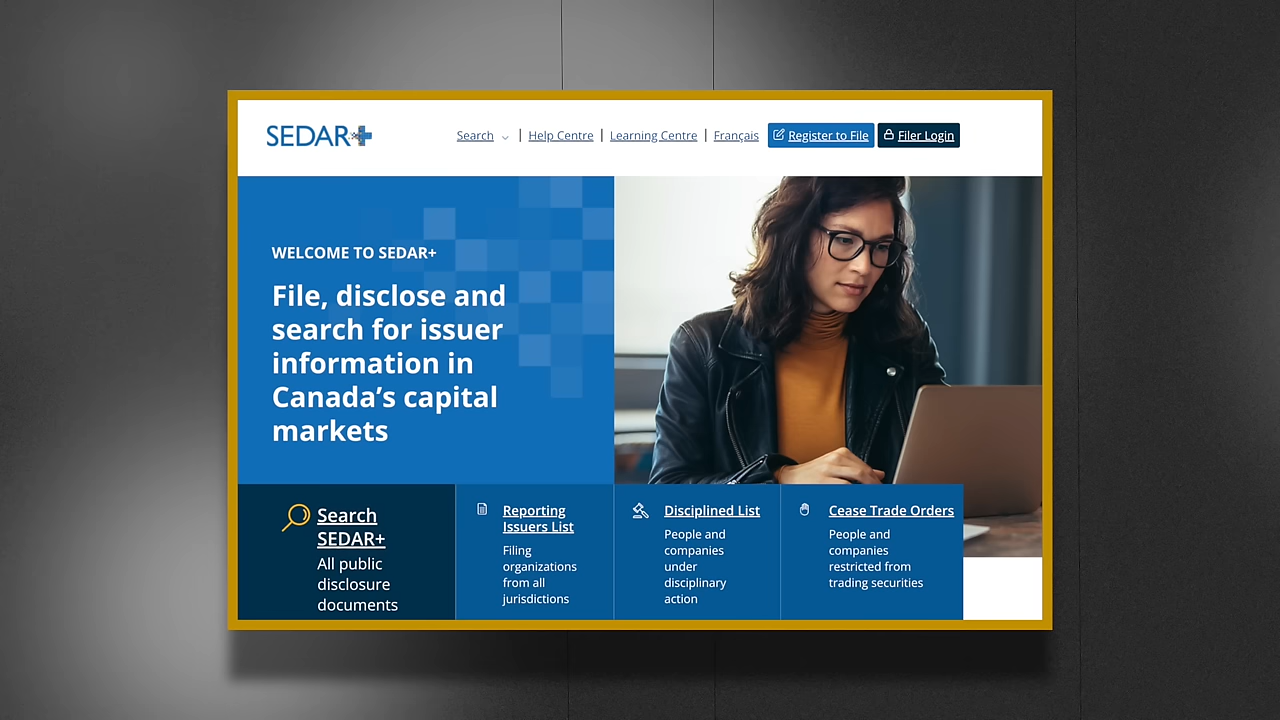 SEDAR+
Search | Help Centre | Learning Centre | Français Register to File Filer Login
WELCOME TO SEDAR+
File, disclose and
search for issuer
information in
Canada’s capital
markets
Search
SEDAR+
All public
disclosure
documents
Reporting
Issuers List
Filing
organizations
from all
jurisdictions
Disciplined List
People and
companies
under
disciplinary
action
Cease Trade Orders
People and
companies
restricted from
trading securities